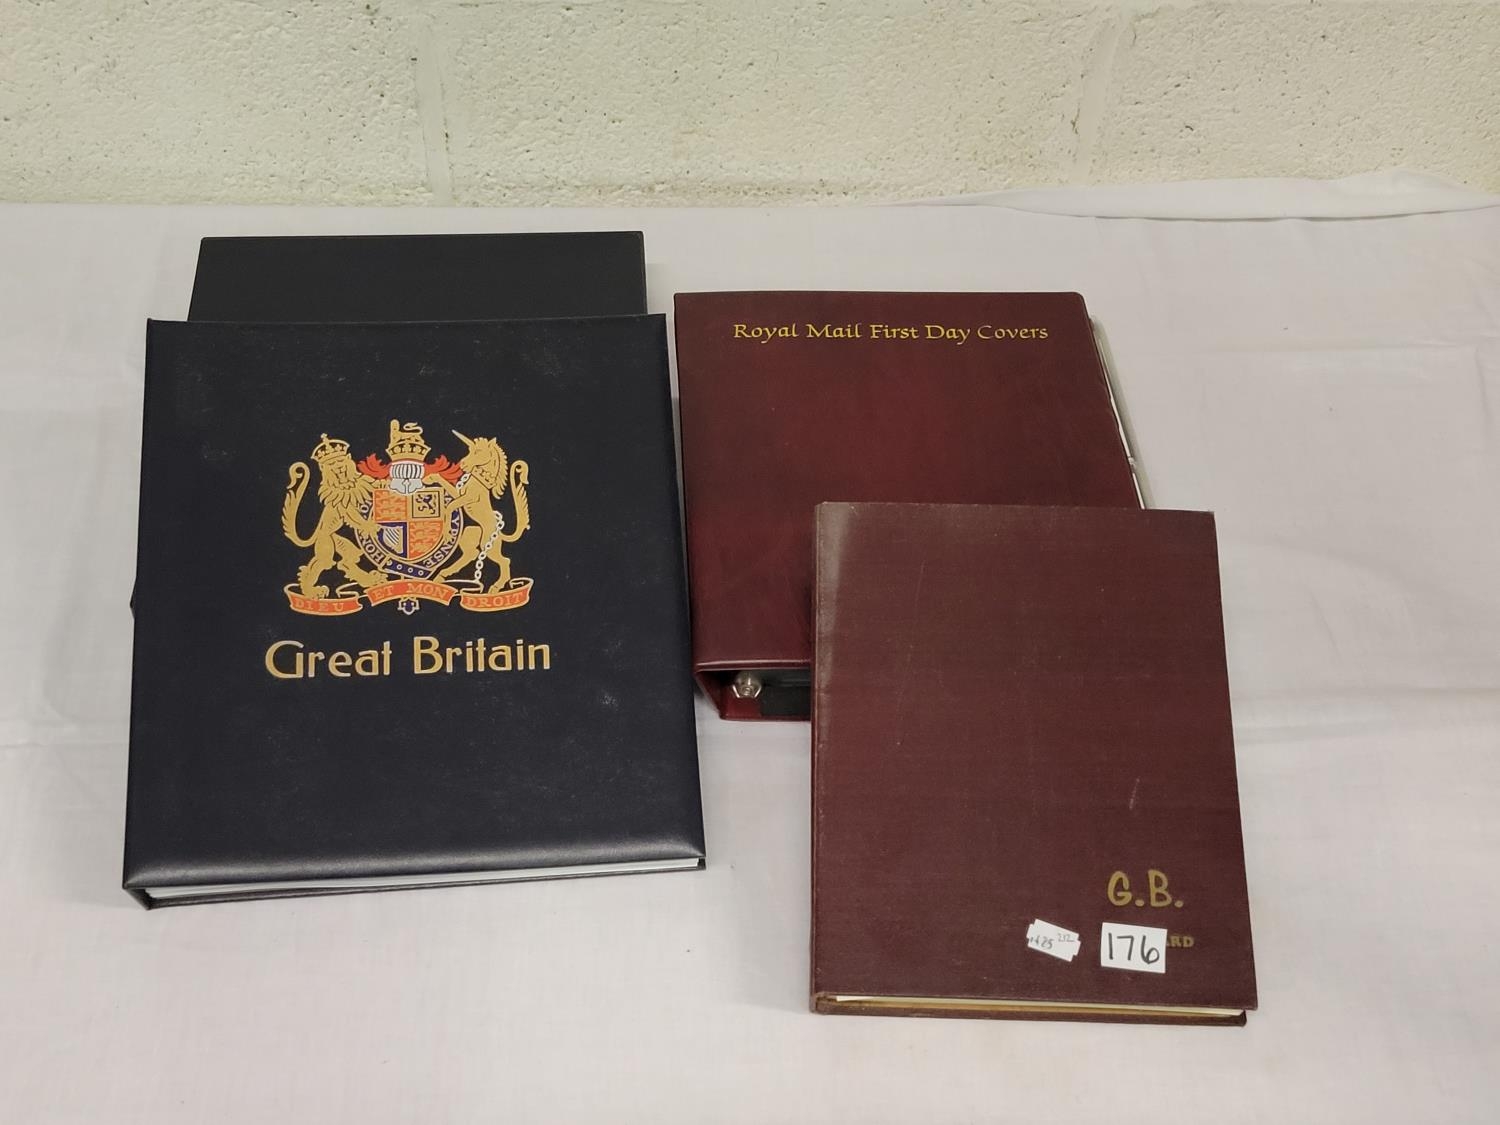 Royal Mail First Day Covers
DIEU ET MON DROIT
Great Britain
G.B.
176